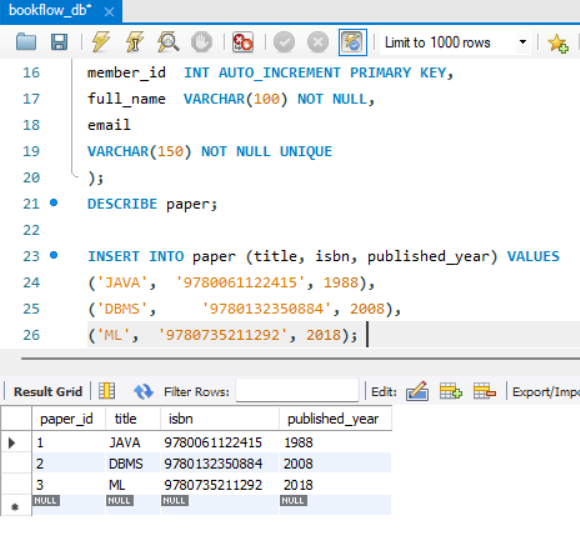 bookflow_db* ×
Limit to 1000 rows
16 member_id INT AUTO_INCREMENT PRIMARY KEY,
17 full_name VARCHAR(100) NOT NULL,
18 email
19 VARCHAR(150) NOT NULL UNIQUE
20 );
21 DESCRIBE paper;
22
23 INSERT INTO paper (title, isbn, published_year) VALUES
24 ('JAVA', '9780061122415', 1988),
25 ('DBMS', '9780132350884', 2008),
26 ('ML', '9780735211292', 2018);
Result Grid Filter Rows: Edit: Export/Impo
paper_id title isbn published_year
1 JAVA 9780061122415 1988
2 DBMS 9780132350884 2008
3 ML 9780735211292 2018
NULL NULL NULL NULL